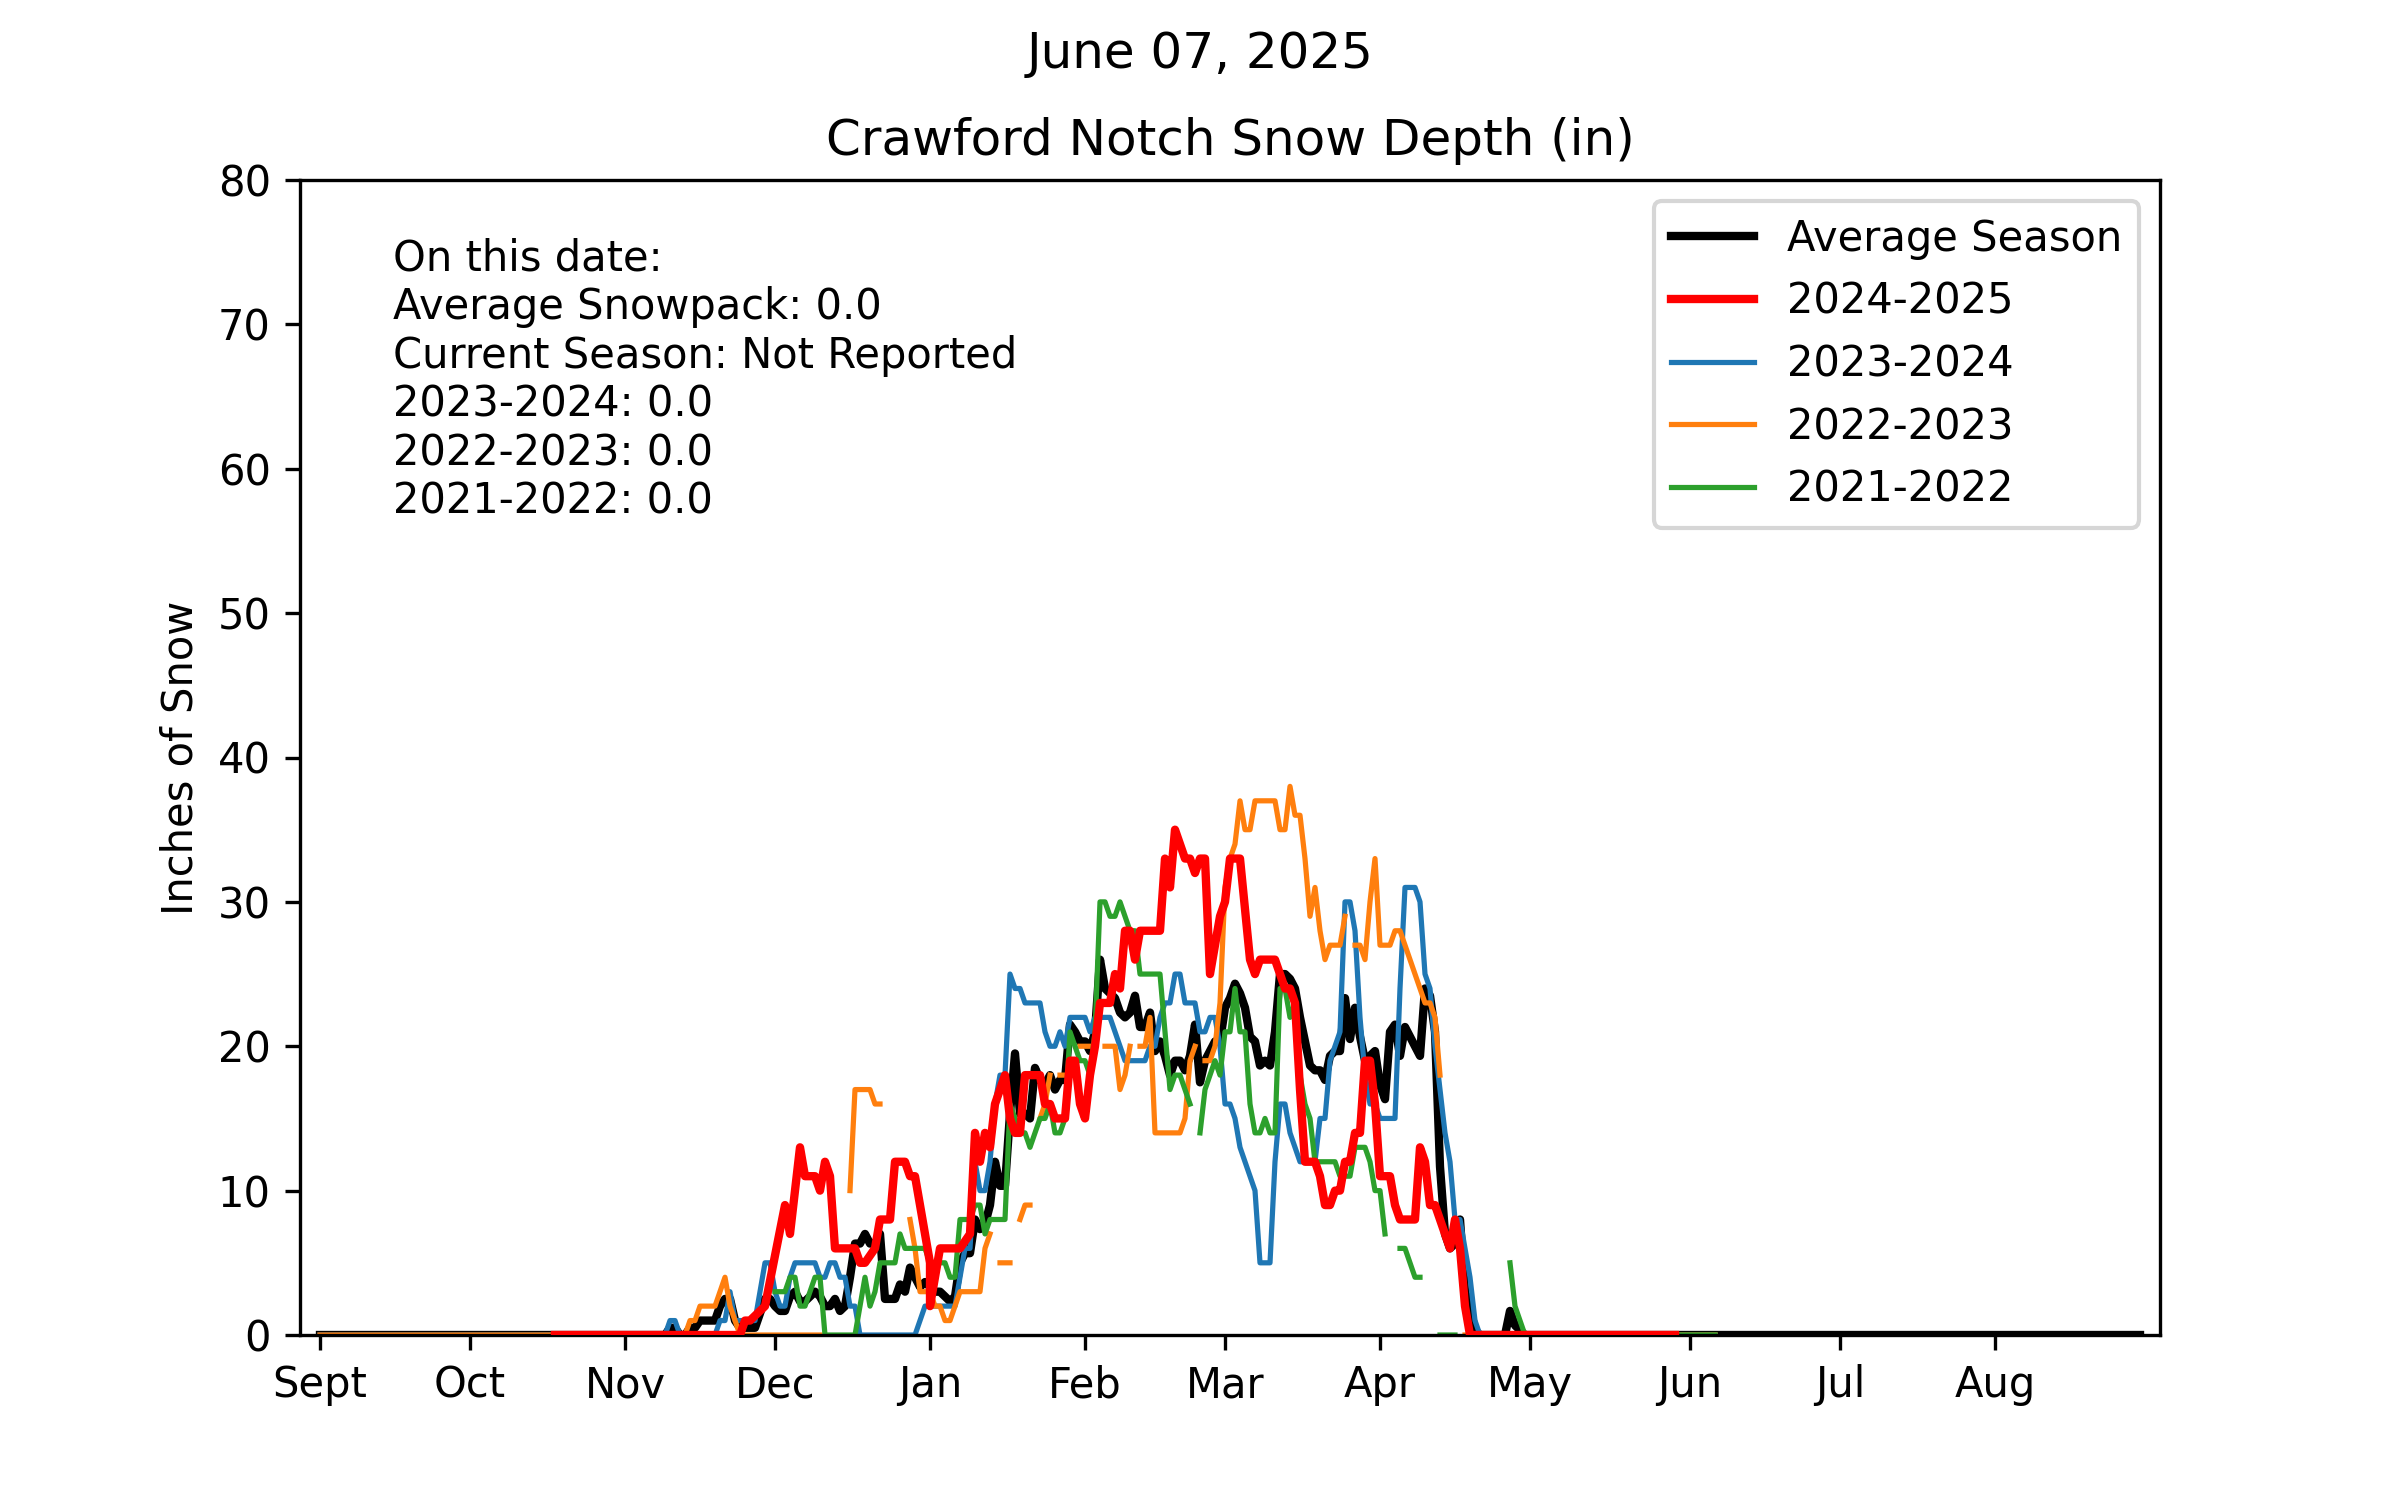 June 07, 2025
Crawford Notch Snow Depth (in)
80
70
60
50
40
30
20
10
0
Inches of Snow
On this date:
Average Snowpack: 0.0
Current Season: Not Reported
2023-2024: 0.0
2022-2023: 0.0
2021-2022: 0.0
Average Season
2024-2025
2023-2024
2022-2023
2021-2022
Sept Oct Nov Dec Jan Feb Mar Apr May Jun Jul Aug